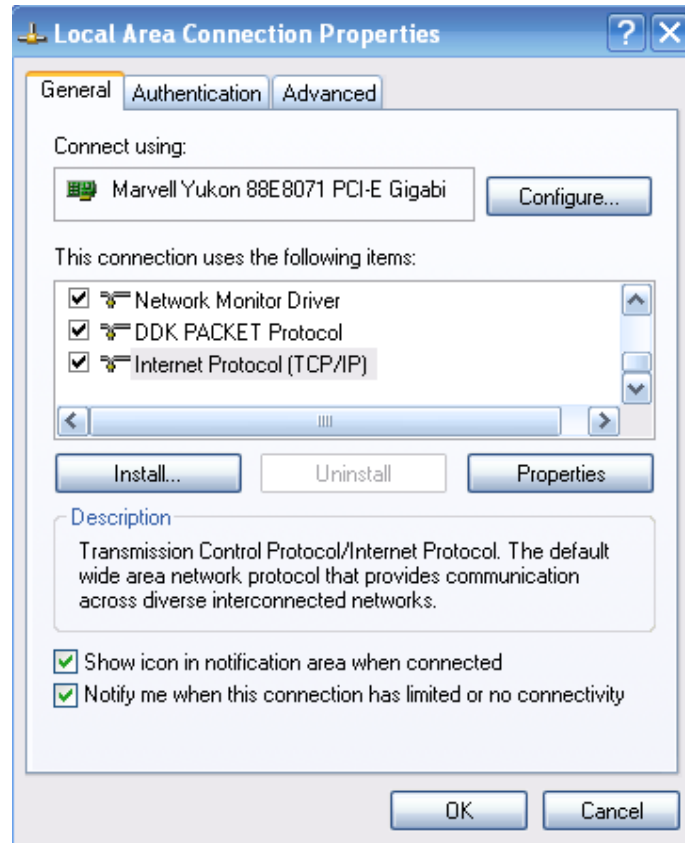 Local Area Connection Properties
General Authentication Advanced
Connect using:
Marvell Yukon 88E8071 PCI-E Gigabi Configure...
This connection uses the following items:
Network Monitor Driver
DDK PACKET Protocol
Internet Protocol (TCP/IP)
Install... Uninstall Properties
Description
Transmission Control Protocol/Internet Protocol. The default
wide area network protocol that provides communication
across diverse interconnected networks.
Show icon in notification area when connected
Notify me when this connection has limited or no connectivity
OK Cancel